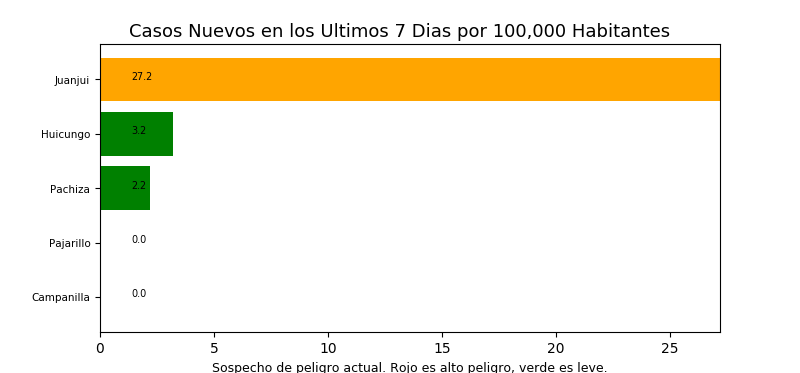 Casos Nuevos en los Ultimos 7 Dias por 100,000 Habitantes
Juanjui 27.2
Huicungo 3.2
Pachiza 2.2
Pajarillo 0.0
Campanilla 0.0
0 5 10 15 20 25
Sospecho de peligro actual. Rojo es alto peligro, verde es leve.